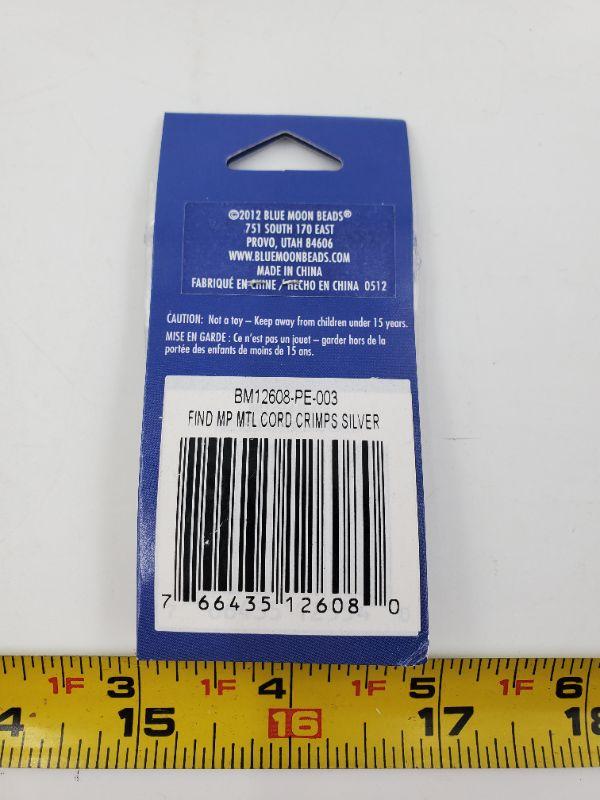 ©2012 BLUE MOON BEADS®
751 SOUTH 170 EAST
PROVO, UTAH 84606
WWW.BLUEMOONBEADS.COM
MADE IN CHINA
FABRIQUÉ EN CHINE / HECHO EN CHINA 0512
CAUTION: Not a toy – Keep away from children under 15 years.
MISE EN GARDE : Ce n'est pas un jouet – garder hors de la
portée des enfants de moins de 15 ans.
BM12608-PE-003
FIND MP MTL CORD CRIMPS SILVER
7 66435 12608 0
1F 3 1F 4 1F 5 1F 6
15 16 17